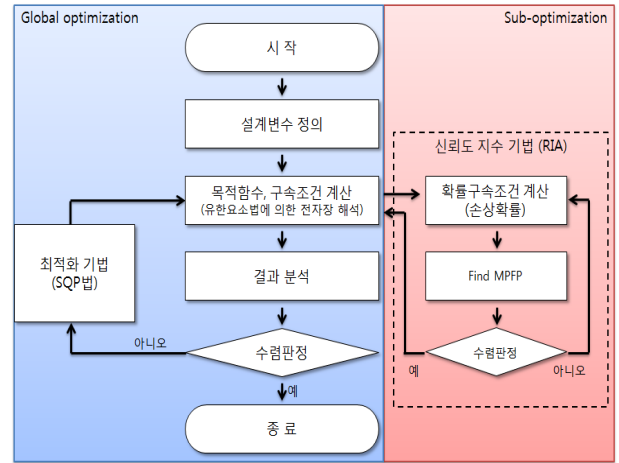 Global optimization
Sub-optimization
시 작
설계변수 정의
신뢰도 지수 기법 (RIA)
목적함수, 구속조건 계산
(유한요소법에 의한 전자장 해석)
확률구속조건 계산
(손상확률)
최적화 기법
(SQP법)
결과 분석
Find MPFP
아니오
수렴판정
수렴판정
예
아니오
예
종 료